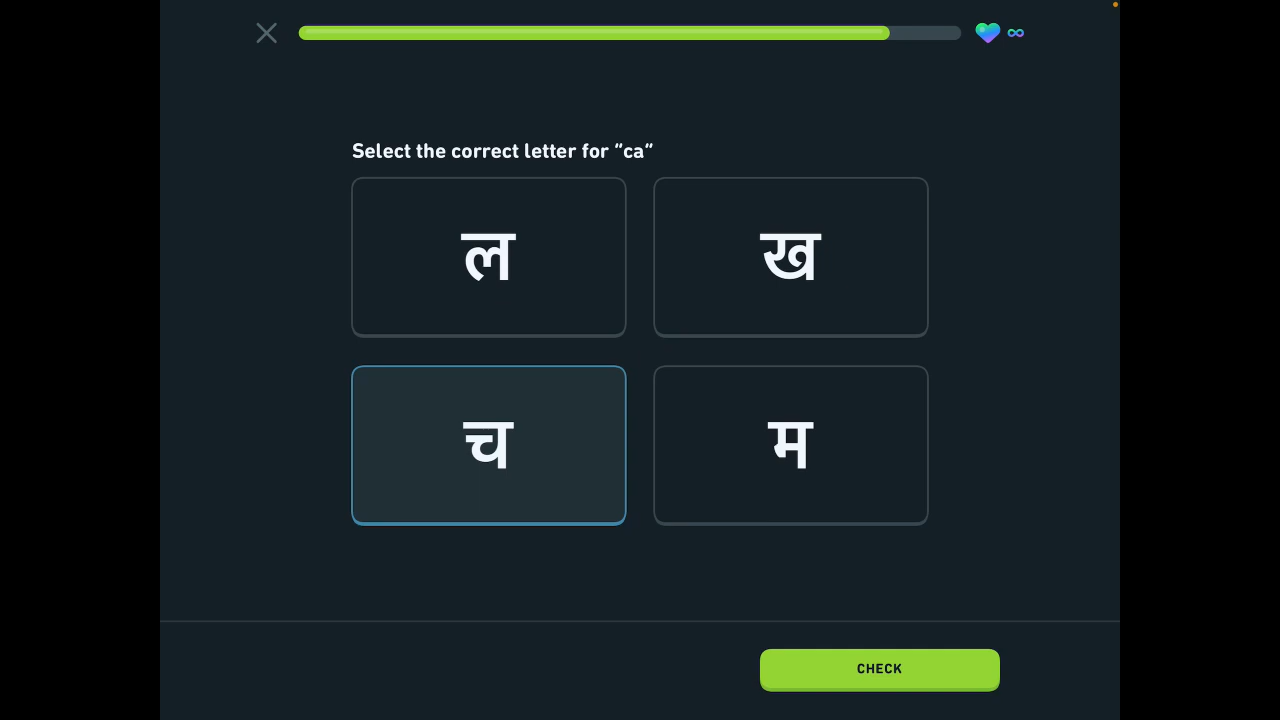 Select the correct letter for “ca“
ल
ख
च
म
CHECK